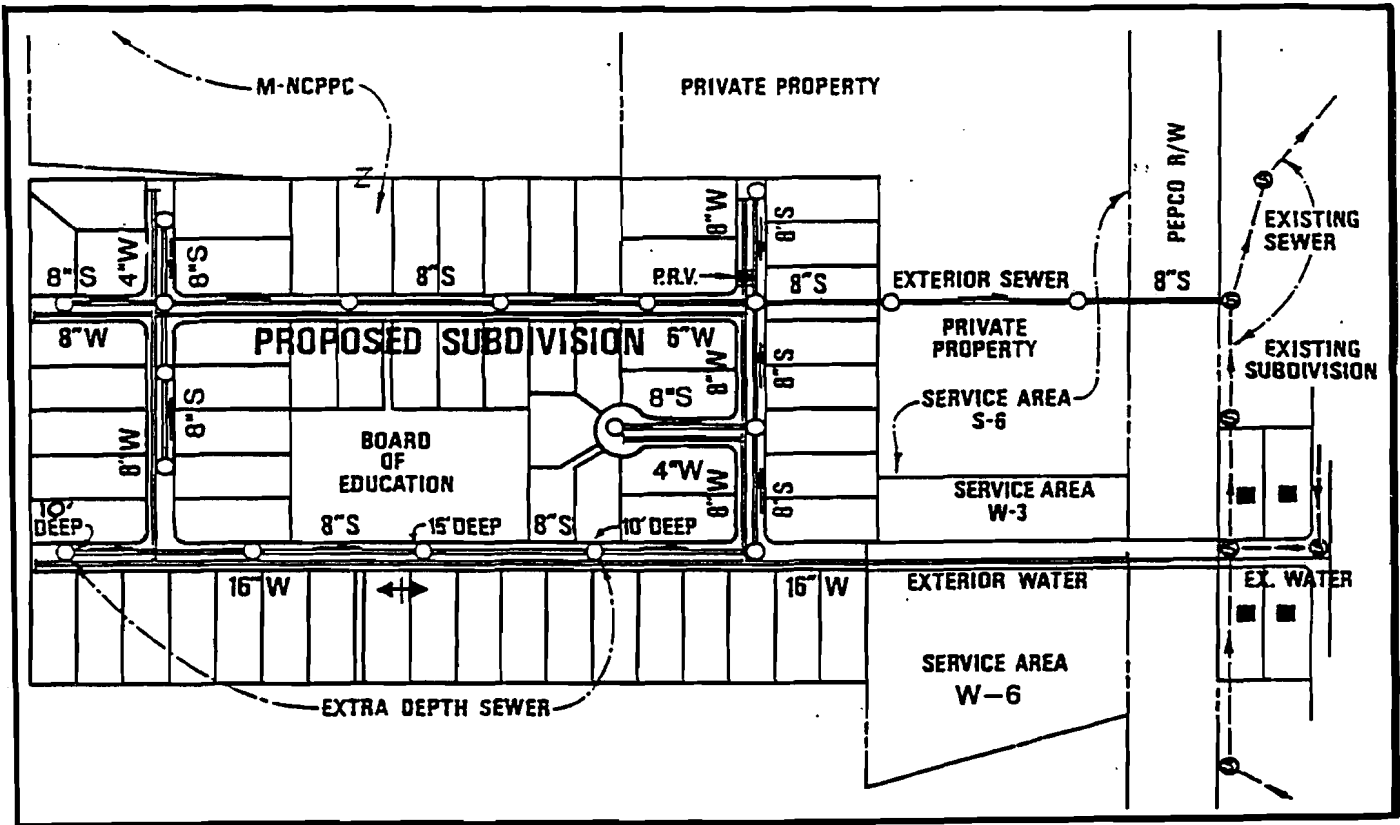 M-NCPPC
PRIVATE PROPERTY
PEPCO R/W
Z
8"W
8'S
EXISTING
SEWER
4"W
8"S
8"S
8"S
P.R.V.
8"S
EXTERIOR SEWER
8"S
8"W
PROPOSED SUBDIVISION
6"W
PRIVATE
PROPERTY
EXISTING
SUBDIVISION
8"W
8'S
8"S
SERVICE AREA
S-6
8"S
8"W
BOARD
OF
EDUCATION
4"W
8"W
8'S
SERVICE AREA
W-3
10'
DEEP
8"S
15' DEEP
8"S
10' DEEP
16" W
16" W
EXTERIOR WATER
EX. WATER
SERVICE AREA
W-6
EXTRA DEPTH SEWER